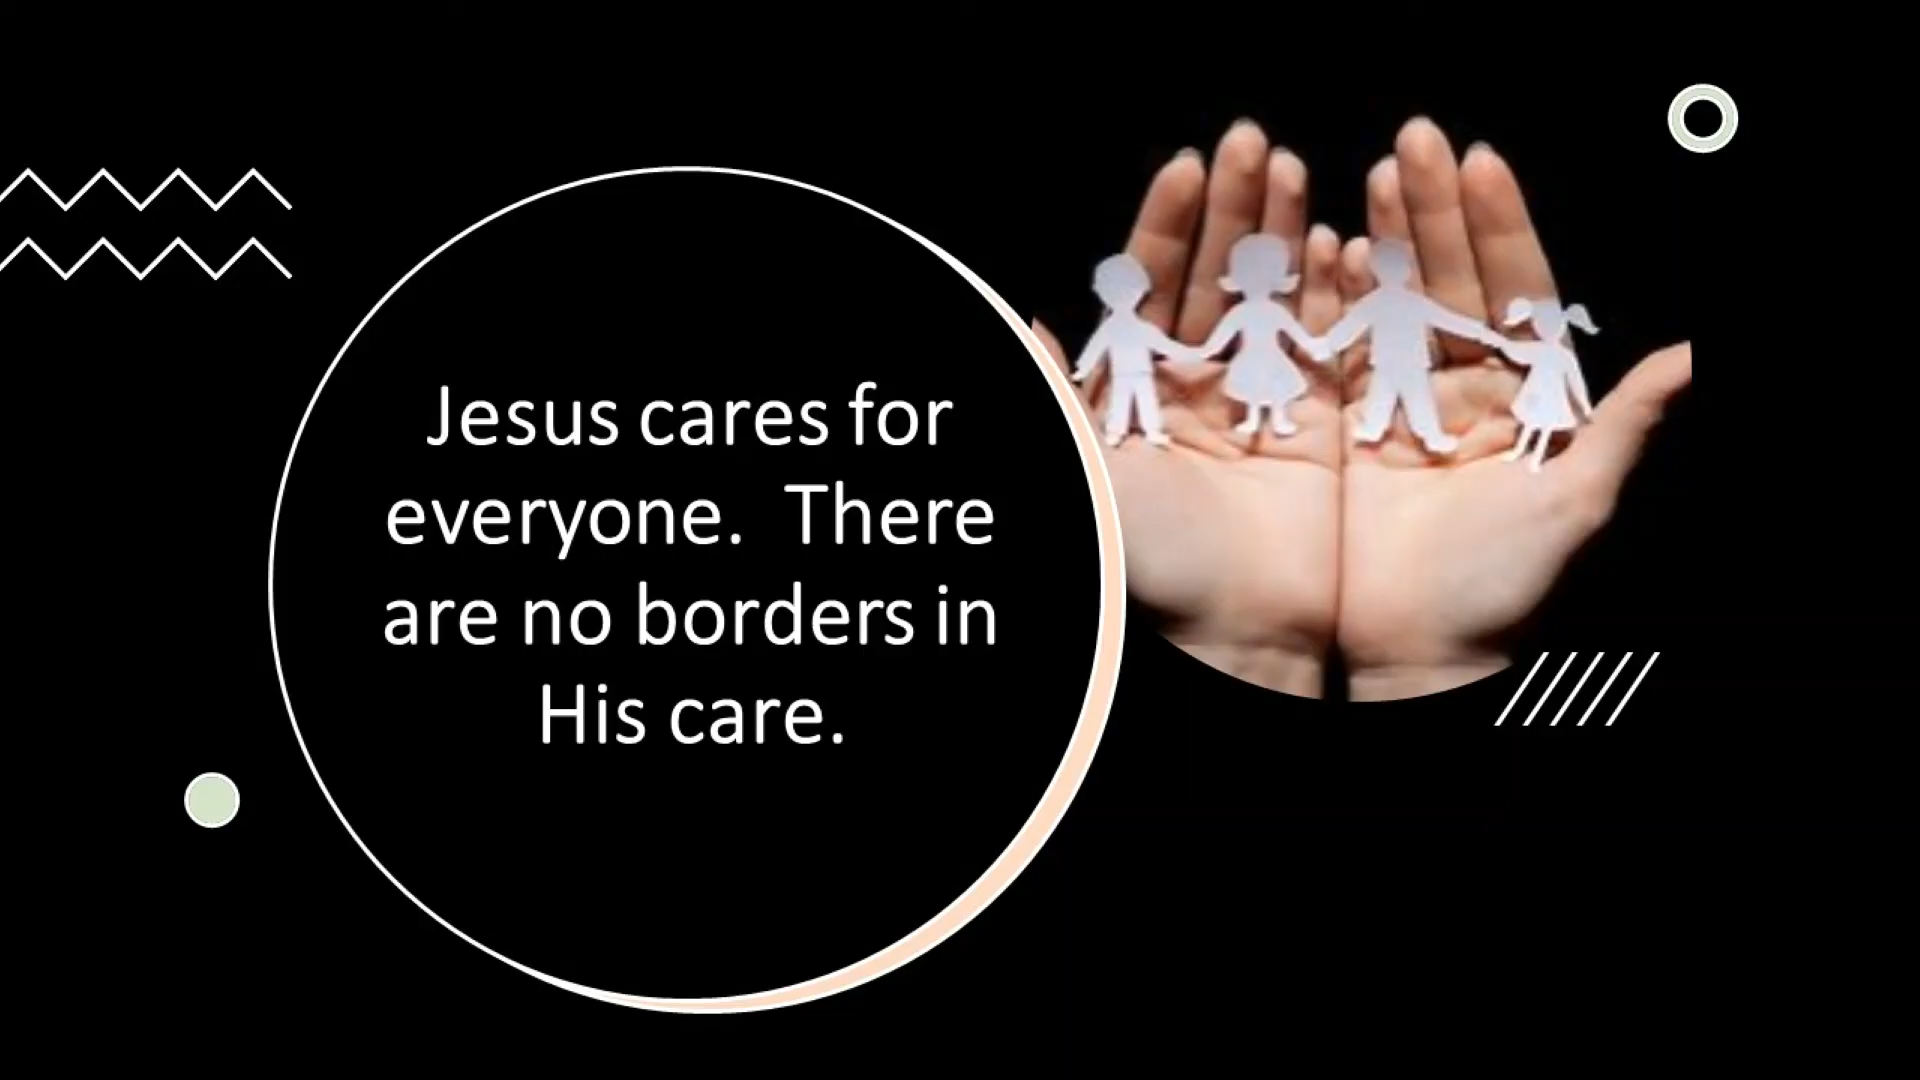 Jesus cares for
everyone.  There
are no borders in
His care.